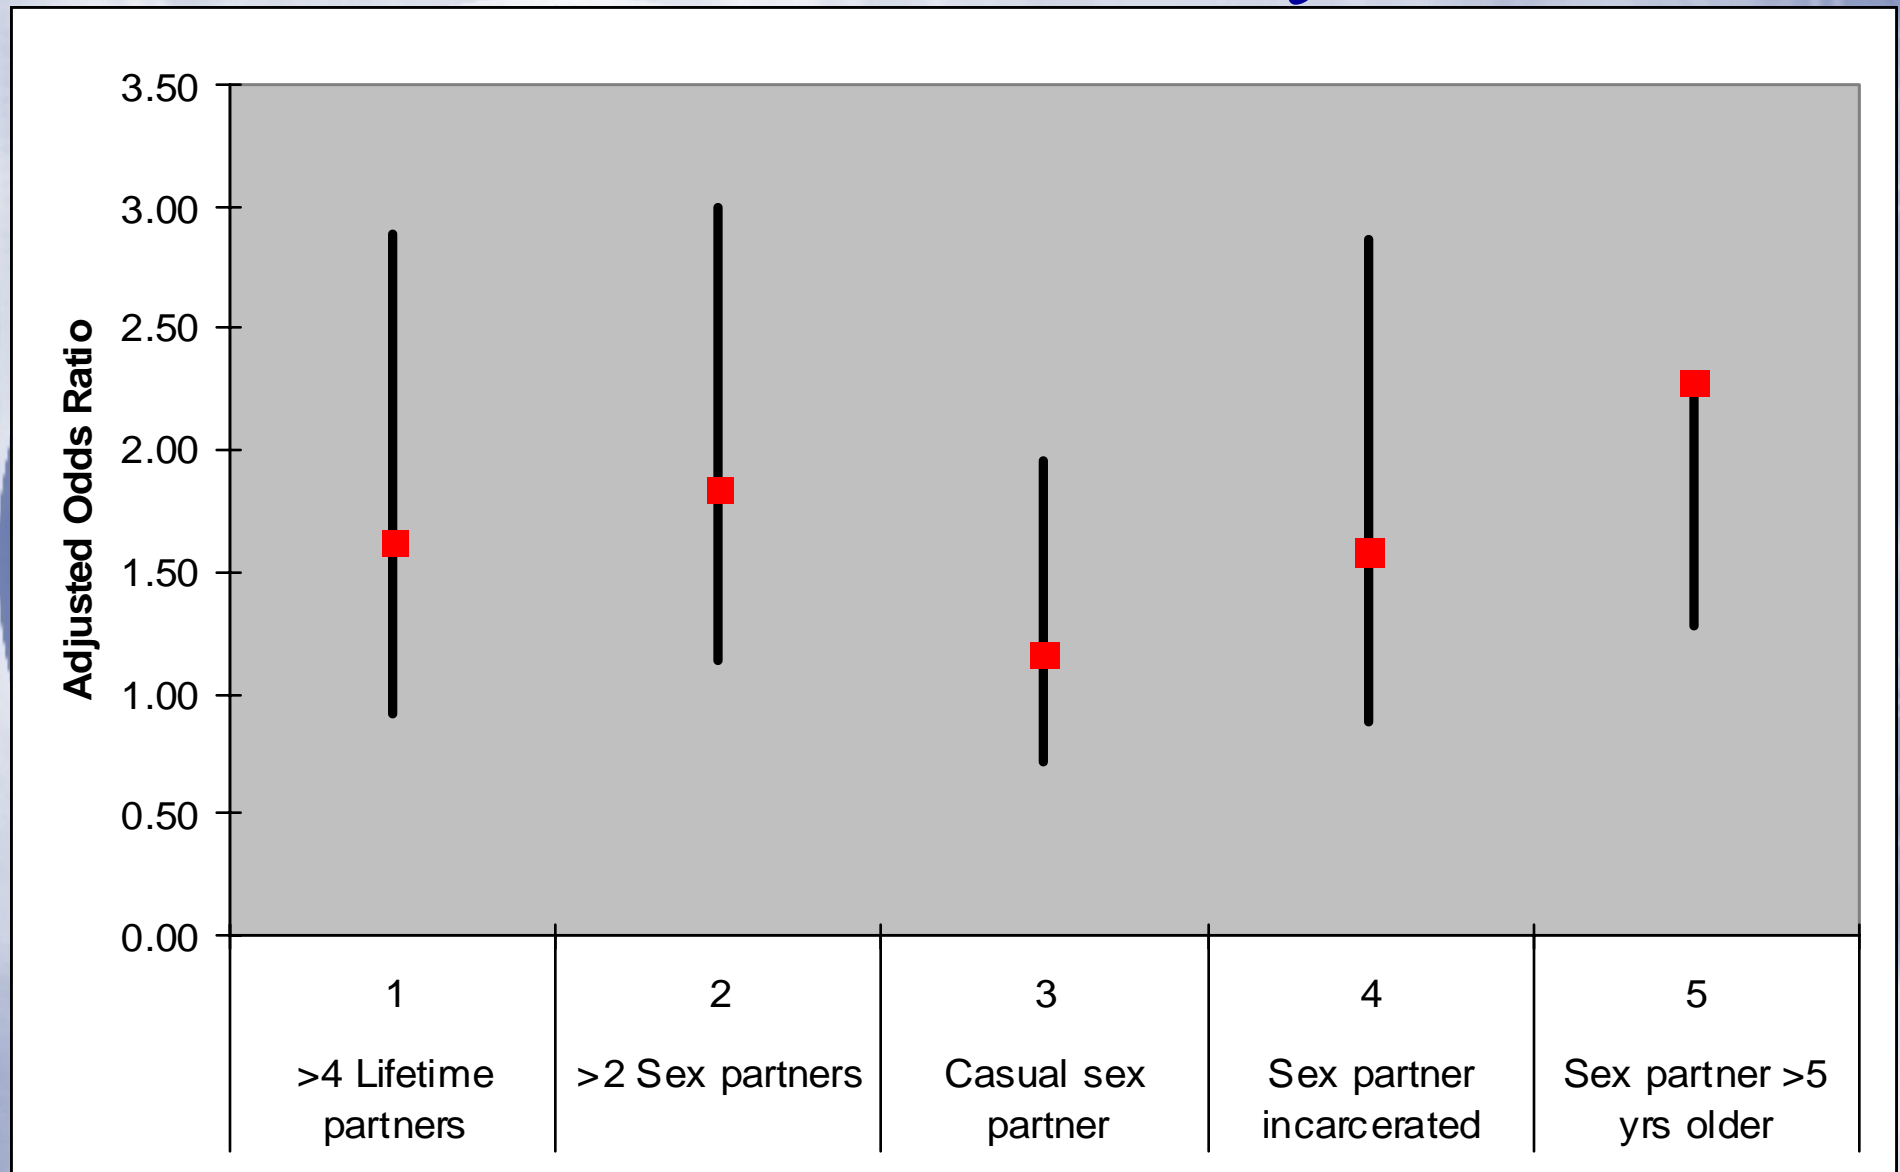 3.50
3.00
2.50
2.00
1.50
1.00
0.50
0.00
Adjusted Odds Ratio
1 2 3 4 5
>4 Lifetime >2 Sex partners Casual sex Sex partner Sex partner >5
partners partner incarcerated yrs older